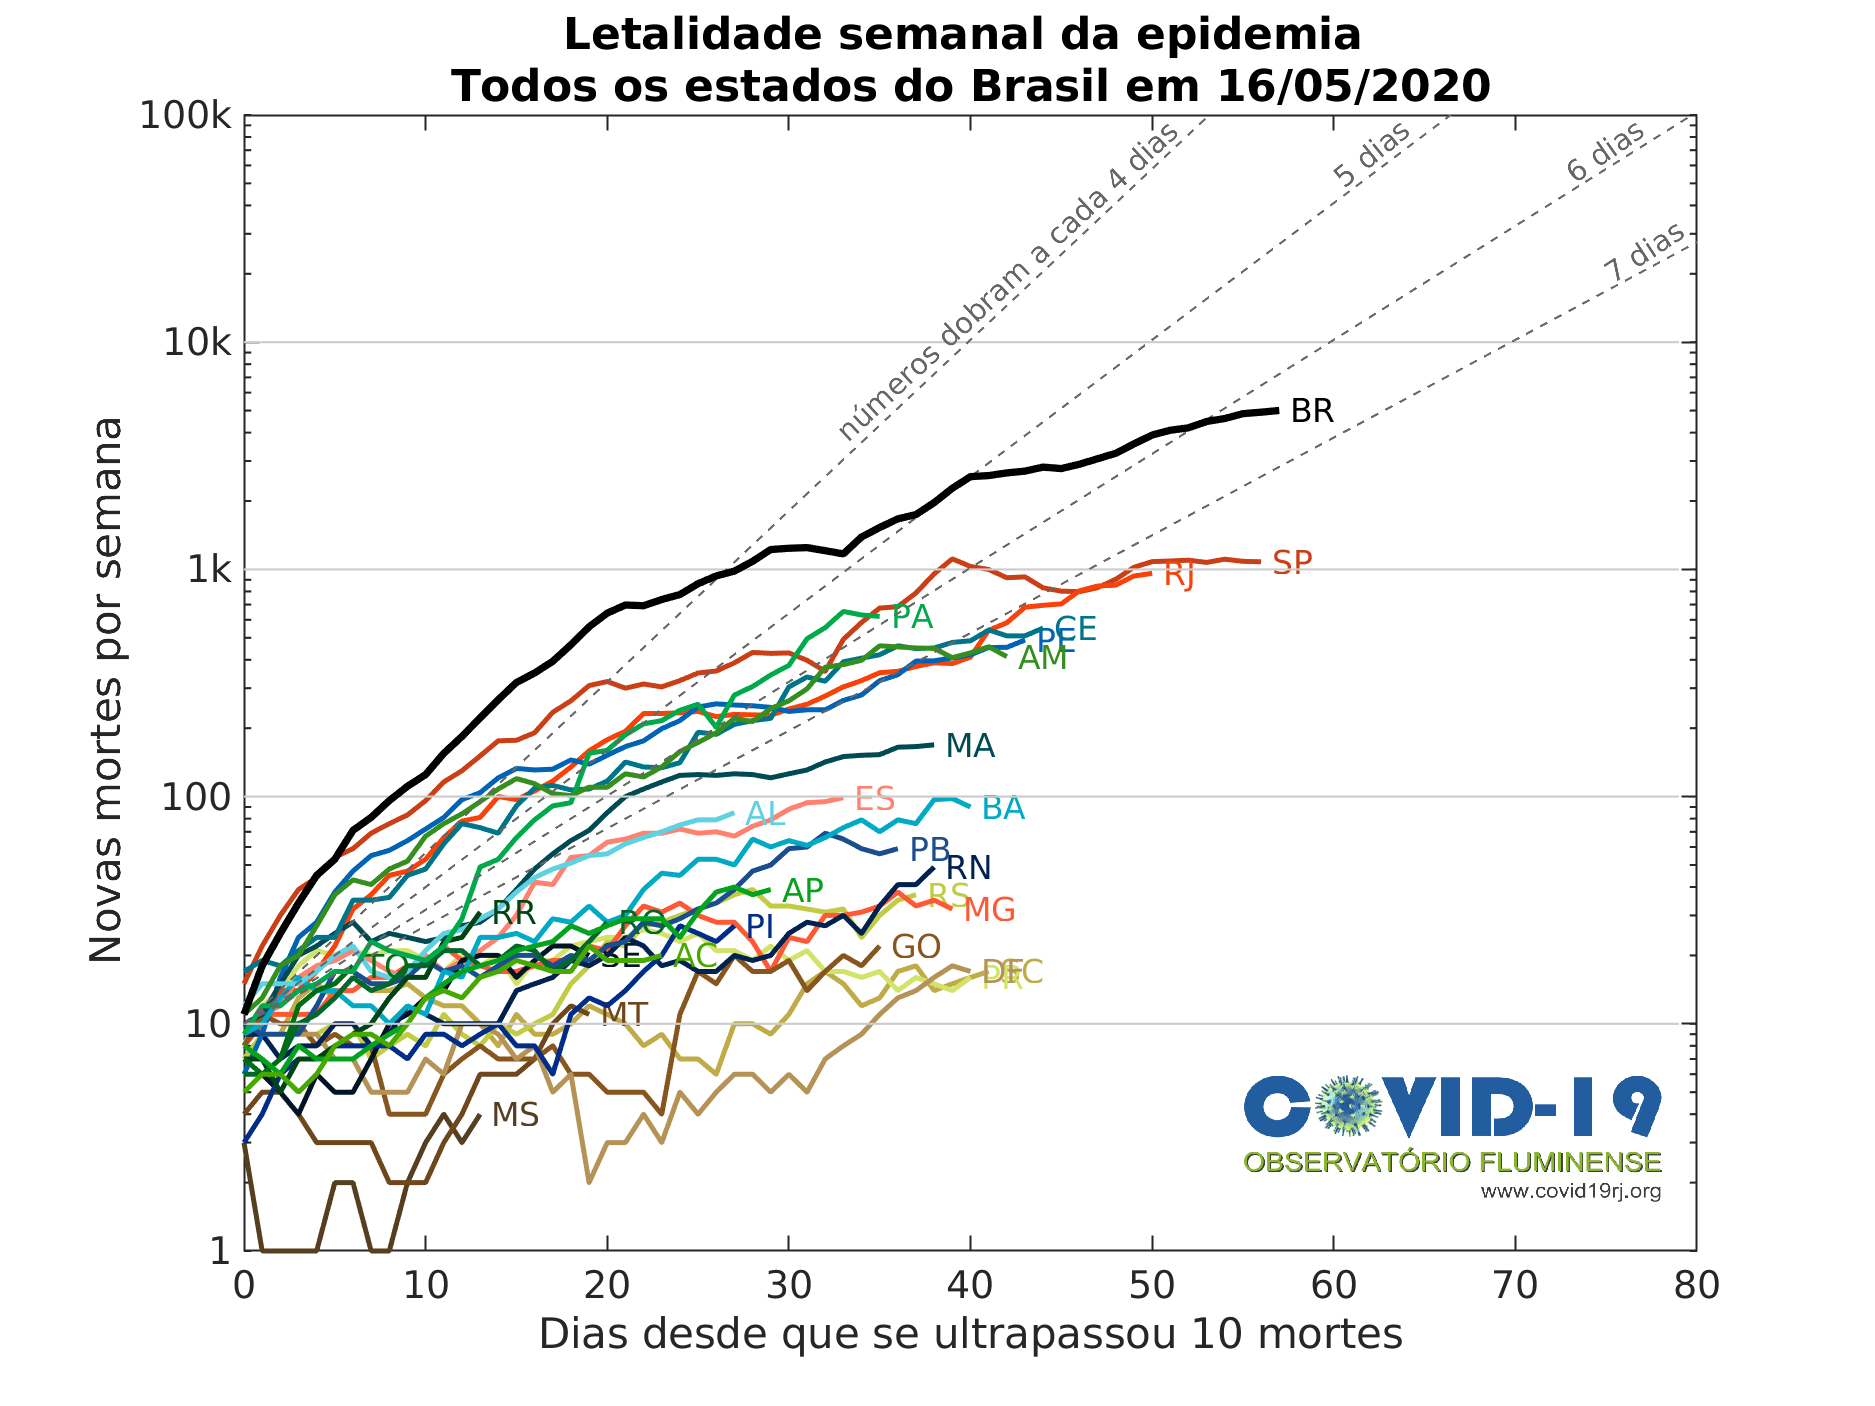 Letalidade semanal da epidemia
Todos os estados do Brasil em 16/05/2020
100k
10k
1k
100
10
1
0 10 20 30 40 50 60 70 80
Novas mortes por semana
Dias desde que se ultrapassou 10 mortes
números dobram a cada 4 dias
5 dias
6 dias
7 dias
BR
SP
RJ
PA
CE
PE
AM
MA
ES
AL
BA
PB
RN
RS
MG
AP
RR
RO
PI
GO
SE
AC
TO
DF
SC
PR
MT
MS
COVID-19
OBSERVATÓRIO FLUMINENSE
www.covid19rj.org